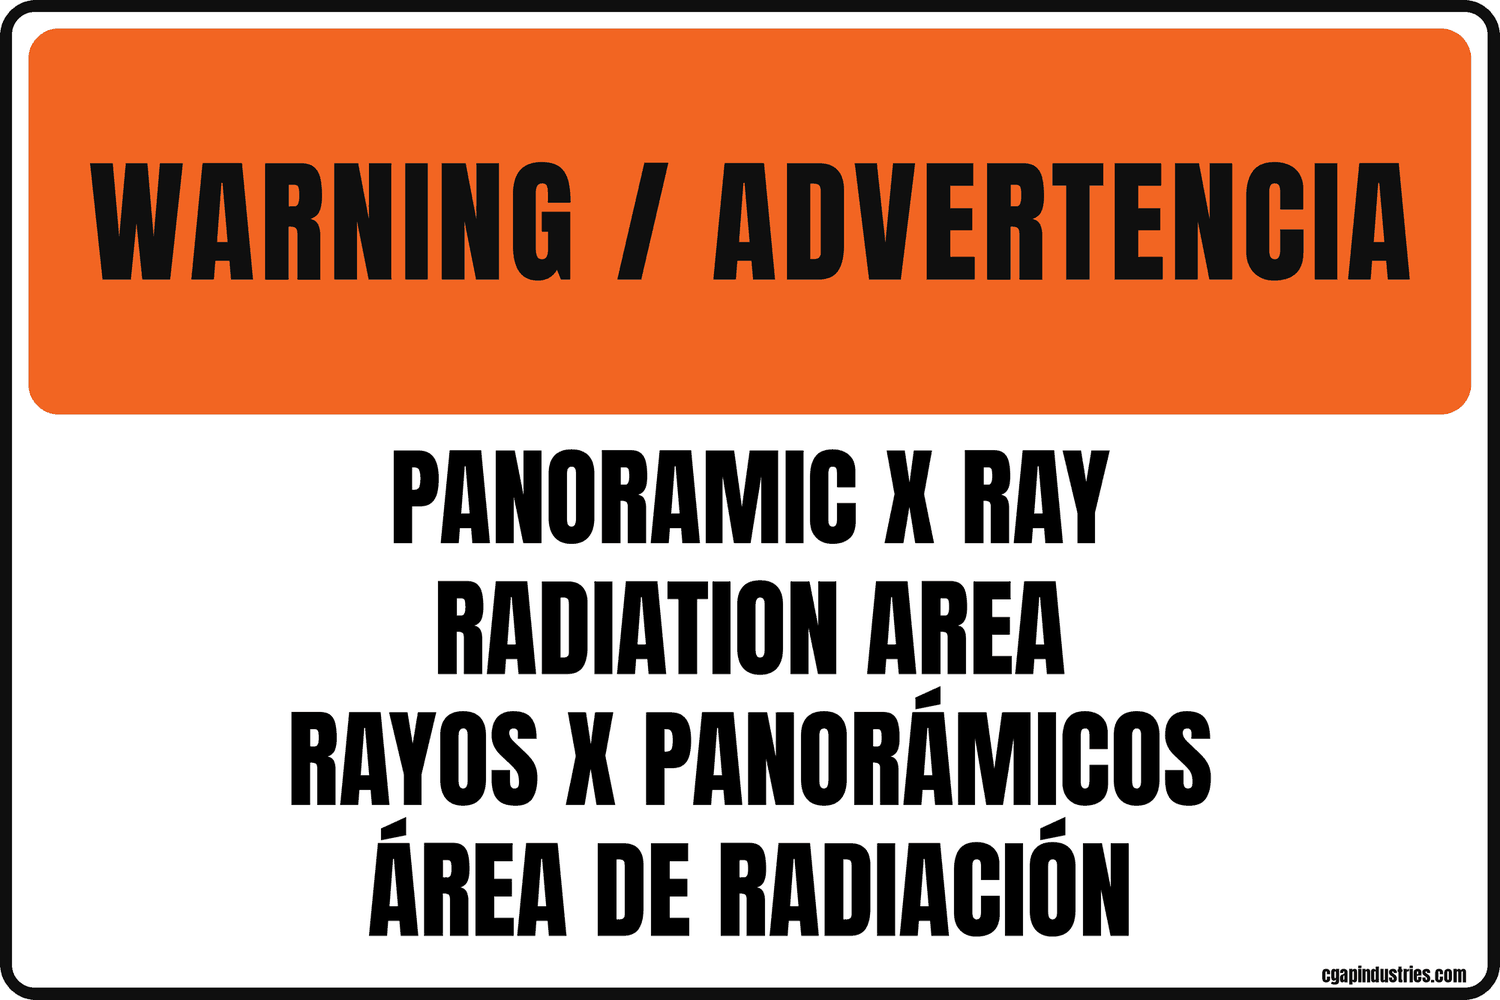 WARNING / ADVERTENCIA
PANORAMIC X RAY
RADIATION AREA
RAYOS X PANORÁMICOS
ÁREA DE RADIACIÓN
cgapindustries.com